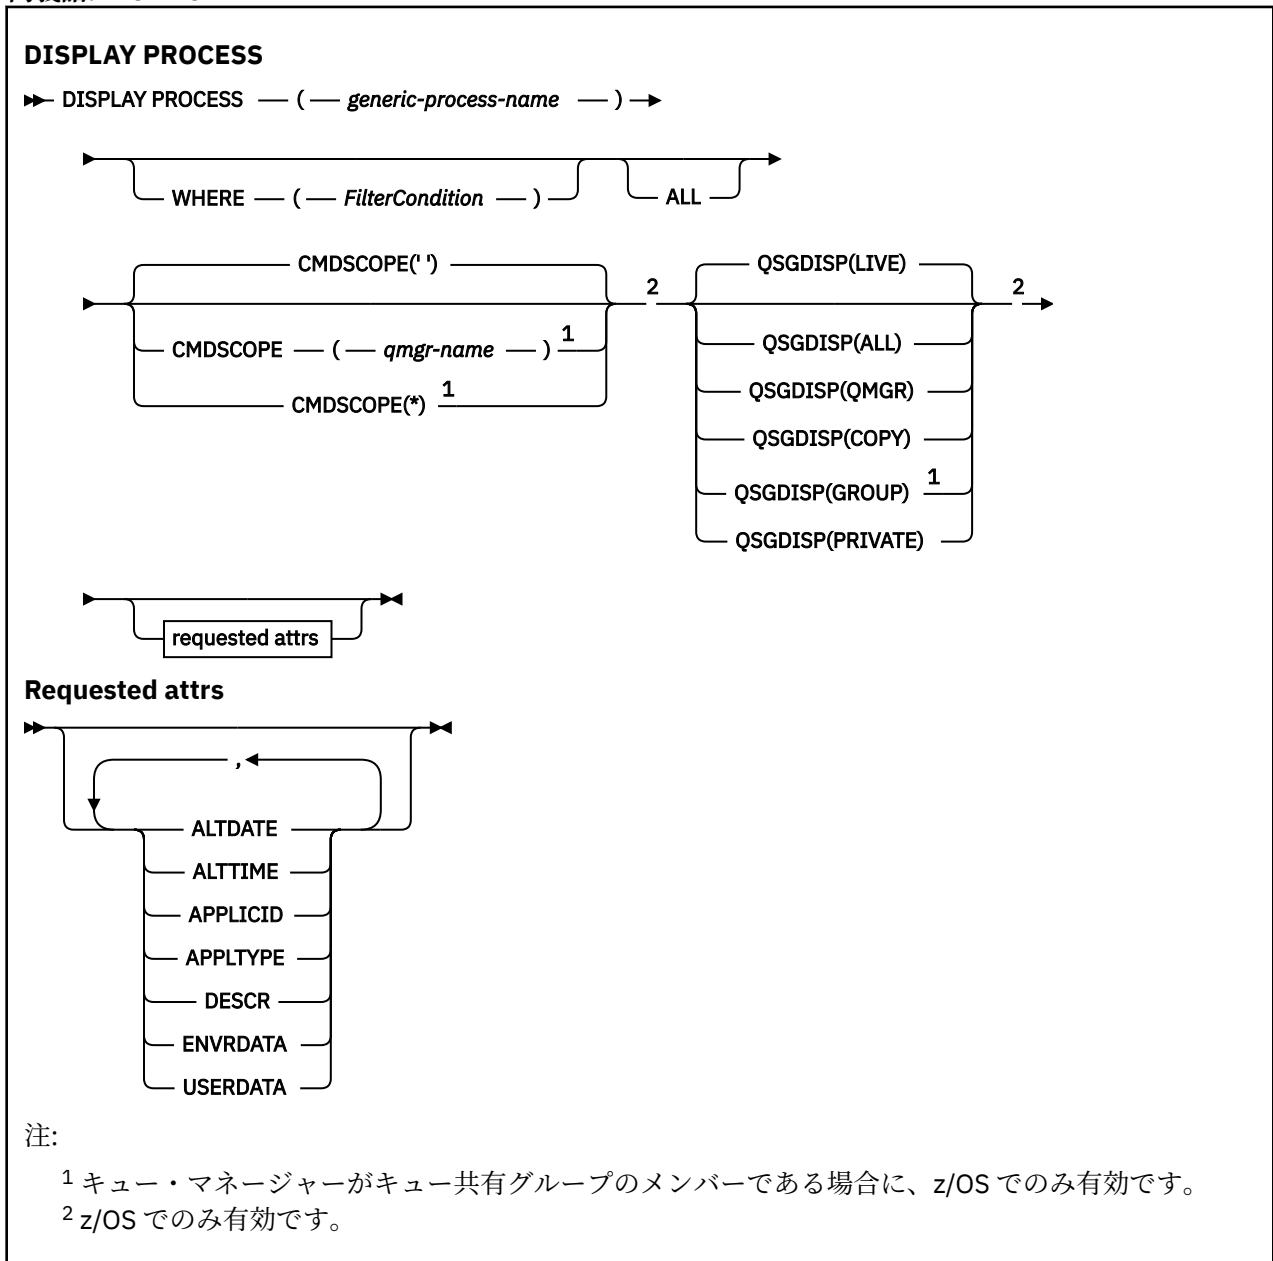 DISPLAY PROCESS
DISPLAY PROCESS ( generic-process-name )
WHERE ( FilterCondition ) ALL
CMDSCOPE(' ') QSGDISP(LIVE)
2 2
CMDSCOPE ( qmgr-name ) 1 QSGDISP(ALL)
CMDSCOPE(*) 1 QSGDISP(QMGR)
QSGDISP(COPY)
QSGDISP(GROUP) 1
QSGDISP(PRIVATE)
requested attrs
Requested attrs
,
ALTDATE
ALTTIME
APPLICID
APPLTYPE
DESCR
ENVRDATA
USERDATA
注:
1 キュー・マネージャーがキュー共有グループのメンバーである場合に、z/OS でのみ有効です。
2 z/OS でのみ有効です。